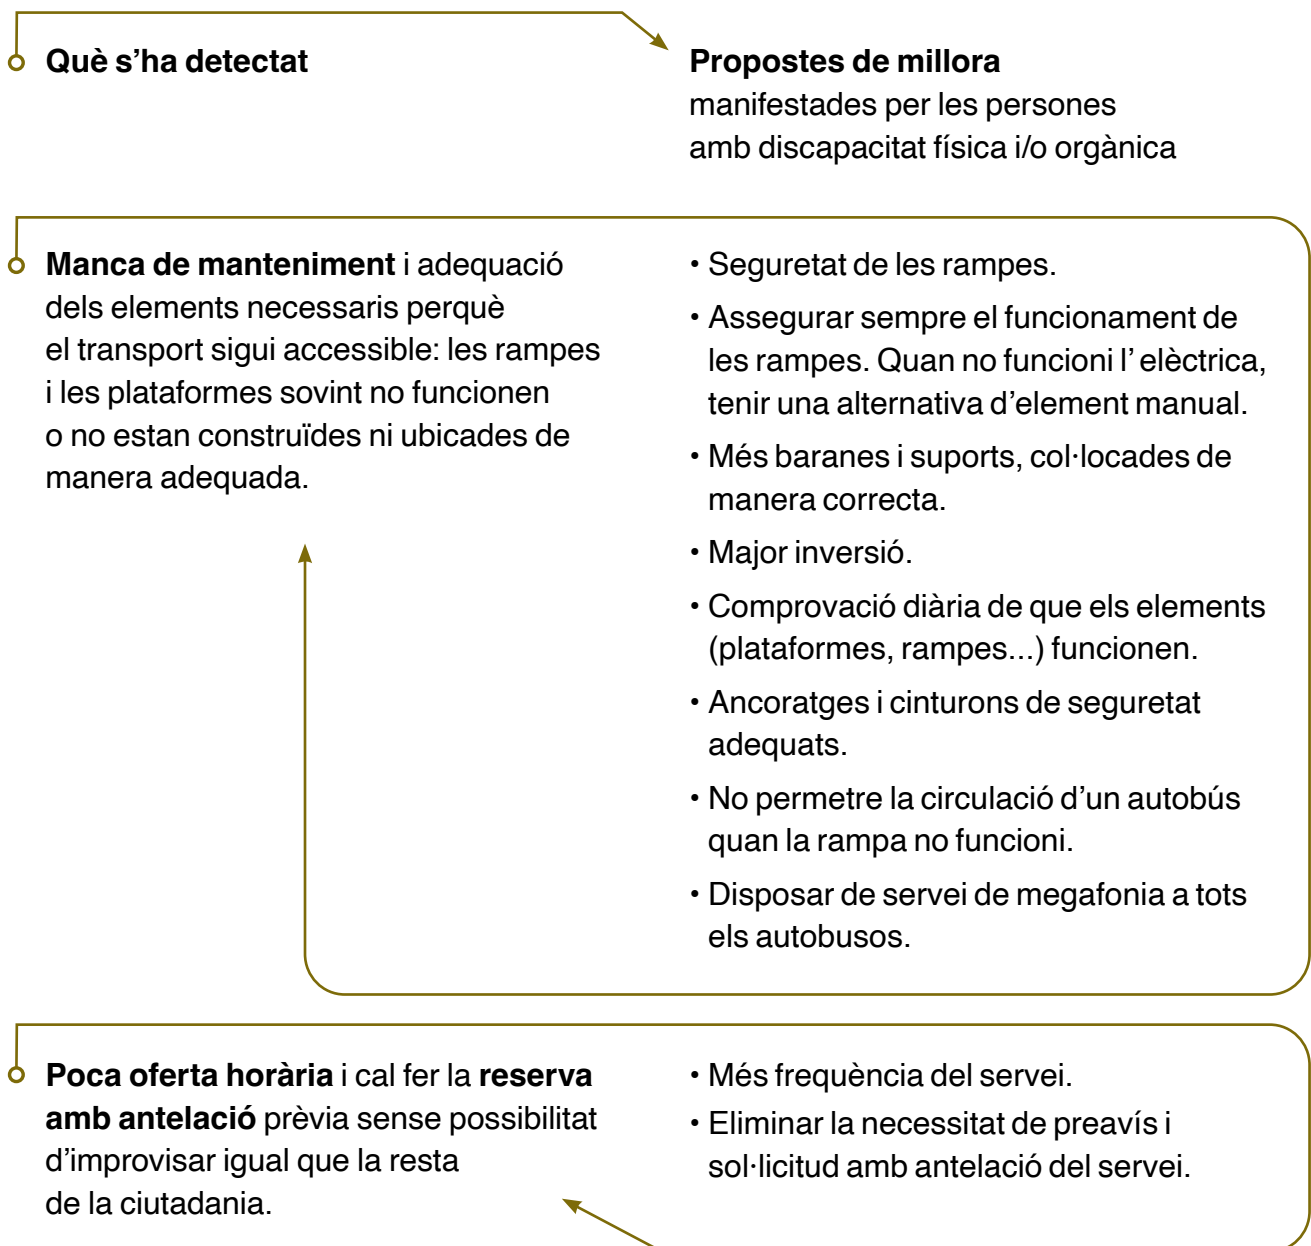 Què s’ha detectat
Propostes de millora
manifestades per les persones
amb discapacitat física i/o orgànica
Manca de manteniment i adequació
dels elements necessaris perquè
el transport sigui accessible: les rampes
i les plataformes sovint no funcionen
o no estan construïdes ni ubicades de
manera adequada.
• Seguretat de les rampes.
• Assegurar sempre el funcionament de
les rampes. Quan no funcioni l’ elèctrica,
tenir una alternativa d’element manual.
• Més baranes i suports, col·locades de
manera correcta.
• Major inversió.
• Comprovació diària de que els elements
(plataformes, rampes...) funcionen.
• Ancoratges i cinturons de seguretat
adequats.
• No permetre la circulació d’un autobús
quan la rampa no funcioni.
• Disposar de servei de megafonia a tots
els autobusos.
Poca oferta horària i cal fer la reserva
amb antelació prèvia sense possibilitat
d’improvisar igual que la resta
de la ciutadania.
• Més frequència del servei.
• Eliminar la necessitat de preavís i
sol·licitud amb antelació del servei.